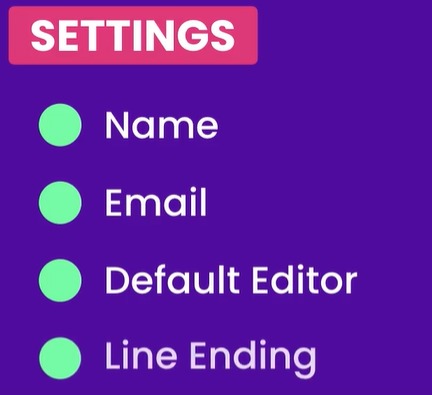 SETTINGS
Name
Email
Default Editor
Line Ending